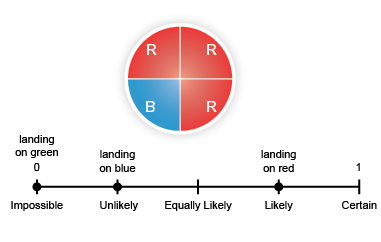 R R
B R
landing
on green
0
landing
on blue
landing
on red
1
Impossible Unlikely Equally Likely Likely Certain